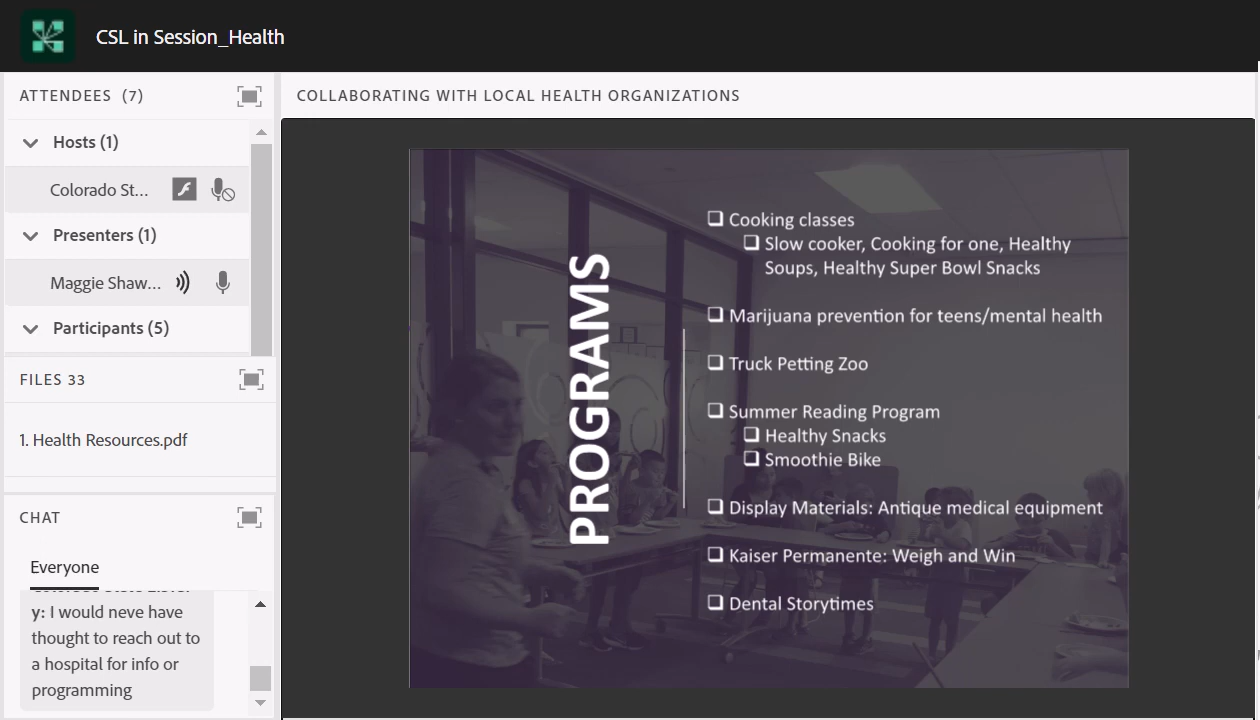 CSL in Session_Health
ATTENDEES (7)
Hosts (1)
Colorado St...
Presenters (1)
Maggie Shaw...
Participants (5)
FILES 33
1. Health Resources.pdf
CHAT
Everyone
y: I would neve have
thought to reach out to
a hospital for info or
programming
COLLABORATING WITH LOCAL HEALTH ORGANIZATIONS
PROGRAMS
Cooking classes
Slow cooker, Cooking for one, Healthy
Soups, Healthy Super Bowl Snacks
Marijuana prevention for teens/mental health
Truck Petting Zoo
Summer Reading Program
Healthy Snacks
Smoothie Bike
Display Materials: Antique medical equipment
Kaiser Permanente: Weigh and Win
Dental Storytimes